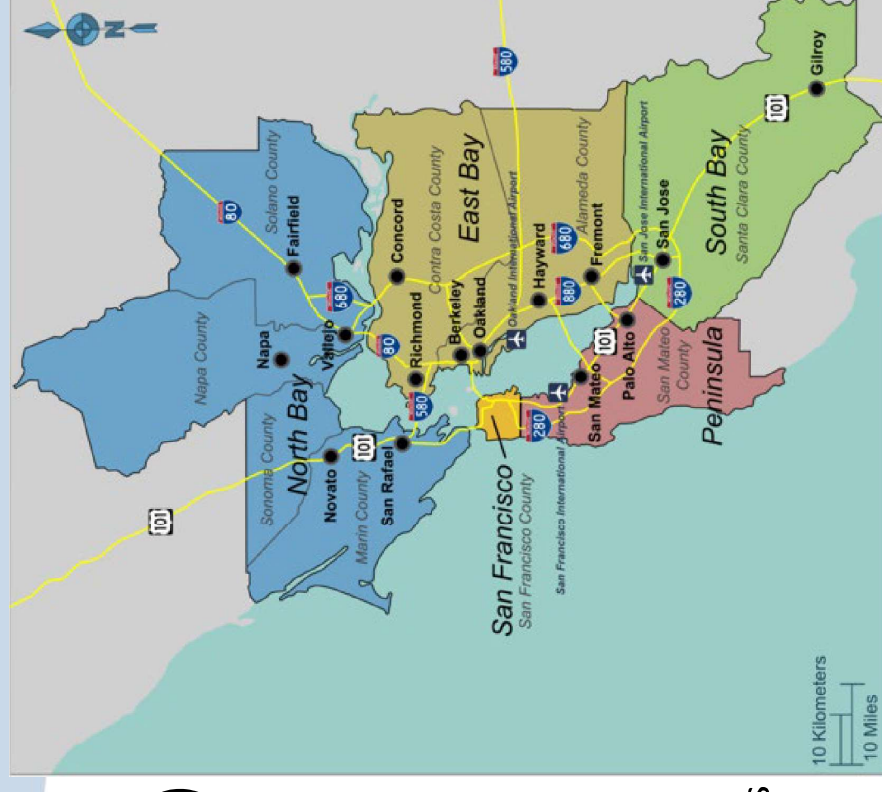 N
101
Napa County
80
Napa
Sonoma County
Solano County
Fairfield
North Bay
Vallejo
Novato
680
Marin County
101
San Rafael
80
Concord
Richmond
580
Contra Costa County
Berkeley
East Bay
Oakland
San Francisco
580
Oakland International Airport
San Francisco County
280
Hayward
San Francisco International Airport
680
880
Alameda County
San Mateo
Fremont
101
Palo Alto
San Jose International Airport
San Mateo
County
San Jose
280
Peninsula
South Bay
Santa Clara County
101
Gilroy
10 Kilometers
10 Miles